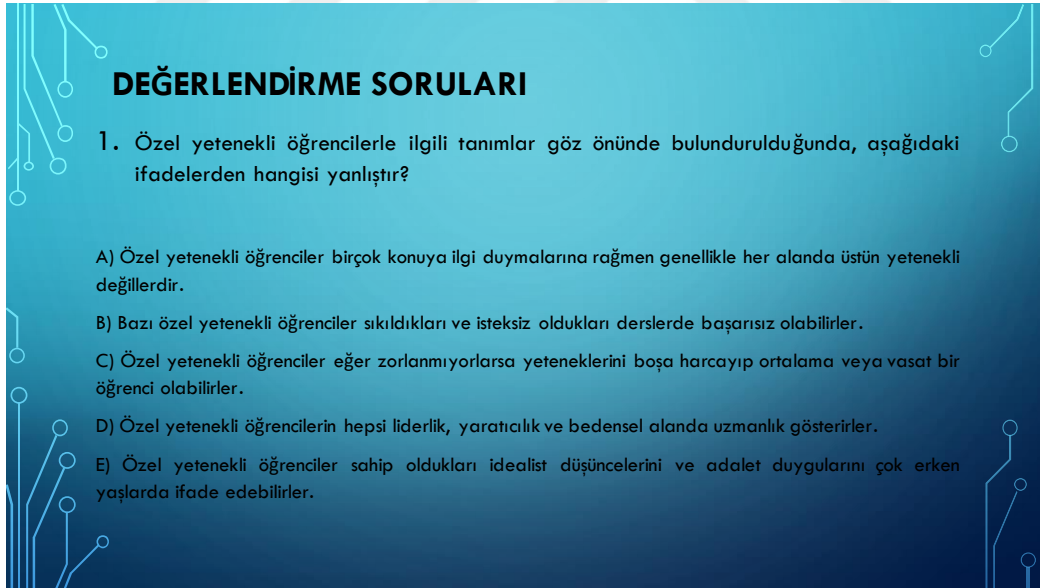 DEĞERLENDİRME SORULARI
1. Özel yetenekli öğrencilerle ilgili tanımlar göz önünde bulundurulduğunda, aşağıdaki
ifadelerden hangisi yanlıştır?
A) Özel yetenekli öğrenciler birçok konuya ilgi duymalarına rağmen genellikle her alanda üstün yetenekli
değillerdir.
B) Bazı özel yetenekli öğrenciler sıkıldıkları ve isteksiz oldukları derslerde başarısız olabilirler.
C) Özel yetenekli öğrenciler eğer zorlanmıyorlarsa yeteneklerini boşa harcayıp ortalama veya vasat bir
öğrenci olabilirler.
D) Özel yetenekli öğrencilerin hepsi liderlik, yaratıcılık ve bedensel alanda uzmanlık gösterirler.
E) Özel yetenekli öğrenciler sahip oldukları idealist düşüncelerini ve adalet duygularını çok erken
yaşlarda ifade edebilirler.